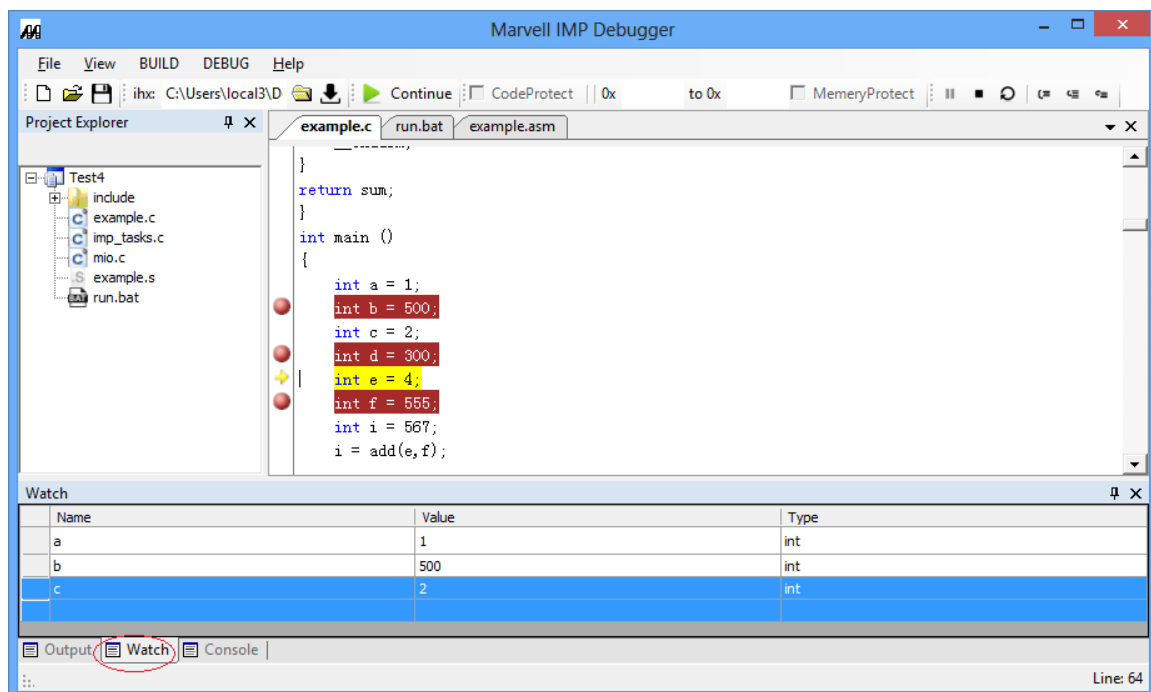 Marvell IMP Debugger
File View BUILD DEBUG Help
ihx: C:\Users\local3\D Continue CodeProtect 0x to 0x MemeryProtect
Project Explorer
example.c run.bat example.asm
Test4
include
example.c
imp_tasks.c
mio.c
example.s
run.bat
}
return sum;
}
int main ()
{
int a = 1;
int b = 500;
int c = 2;
int d = 300;
int e = 4;
int f = 555;
int i = 567;
i = add(e,f);
Watch
Name Value Type
a 1 int
b 500 int
c 2 int
Output Watch Console
Line: 64